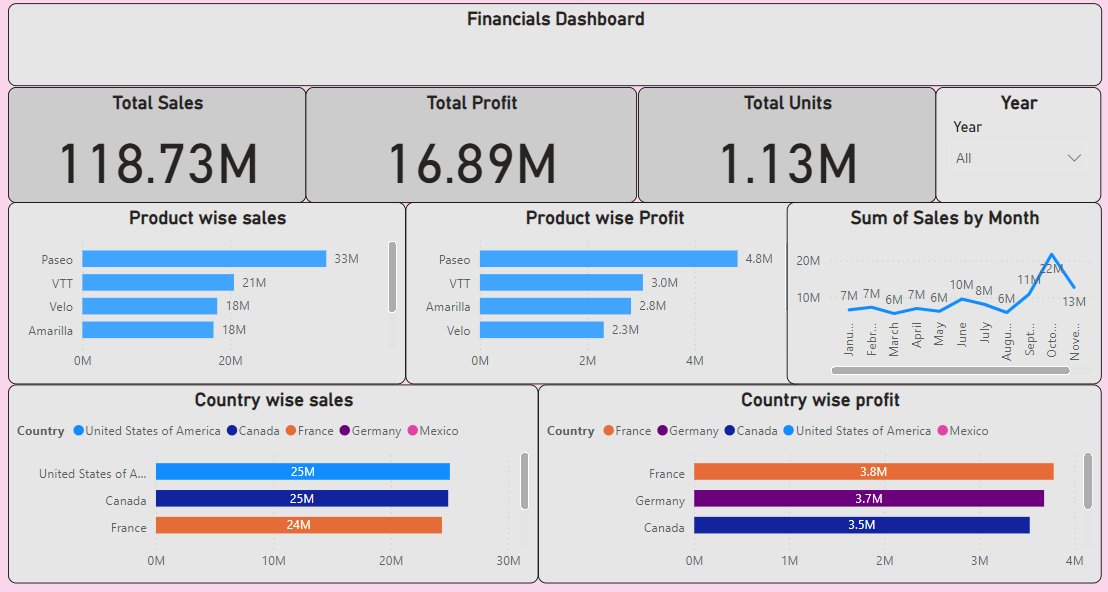 Financials Dashboard
Total Sales
118.73M
Total Profit
16.89M
Total Units
1.13M
Year
Year
All
Product wise sales
Paseo 33M
VTT 21M
Velo 18M
Amarilla 18M
0M 20M
Product wise Profit
Paseo 4.8M
VTT 3.0M
Amarilla 2.8M
Velo 2.3M
0M 2M 4M
Sum of Sales by Month
20M
10M
7M 7M 6M 7M 6M 10M 8M 6M 11M 22M 13M
Janu... Febr... March April May June July Augu... Sept... Octo... Nove...
Country wise sales
Country United States of America Canada France Germany Mexico
United States of A... 25M
Canada 25M
France 24M
0M 10M 20M 30M
Country wise profit
Country France Germany Canada United States of America Mexico
France 3.8M
Germany 3.7M
Canada 3.5M
0M 1M 2M 3M 4M